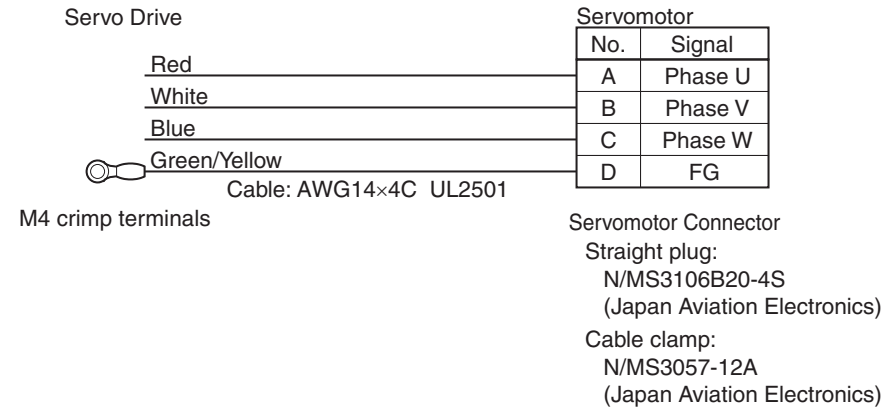 Servo Drive
Servomotor
No. Signal
Red
A Phase U
White
B Phase V
Blue
C Phase W
Green/Yellow
D FG
Cable: AWG14×4C UL2501
M4 crimp terminals
Servomotor Connector
Straight plug:
N/MS3106B20-4S
(Japan Aviation Electronics)
Cable clamp:
N/MS3057-12A
(Japan Aviation Electronics)